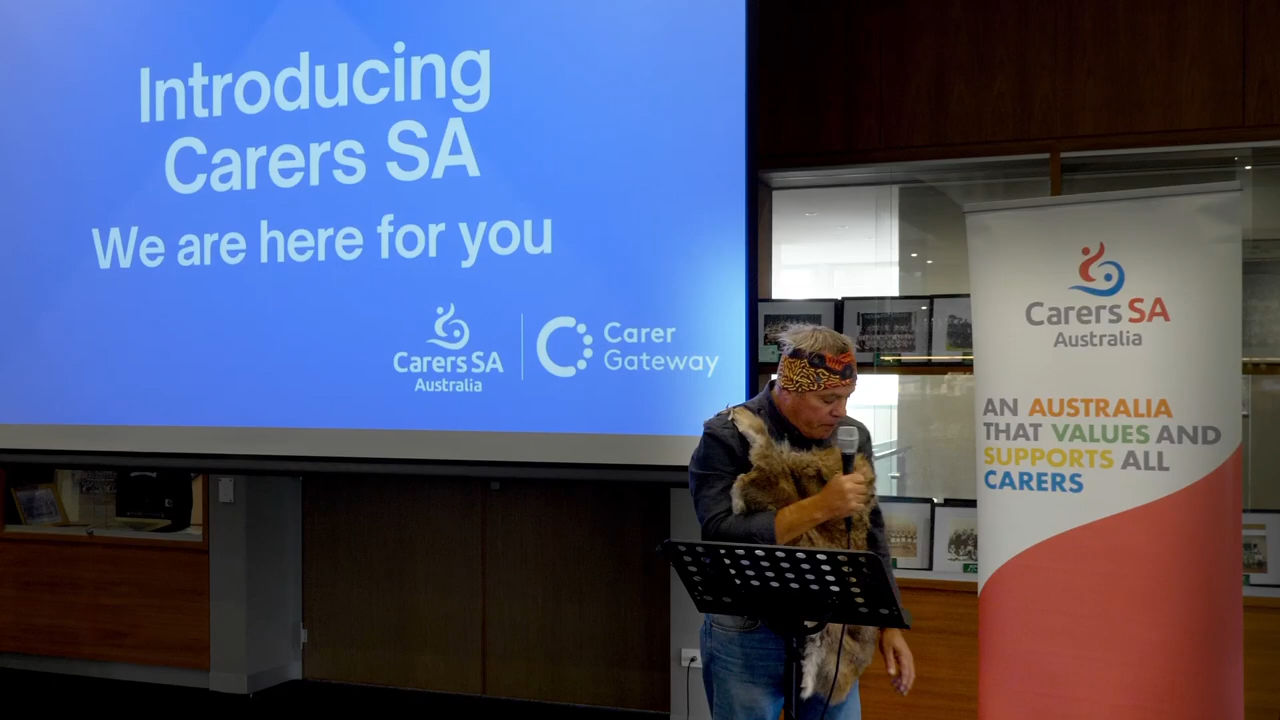 Introducing
Carers SA
We are here for you
Carers SA
Australia
Carer
Gateway
Carers SA
Australia
AN AUSTRALIA
THAT VALUES AND
SUPPORTS ALL
CARERS